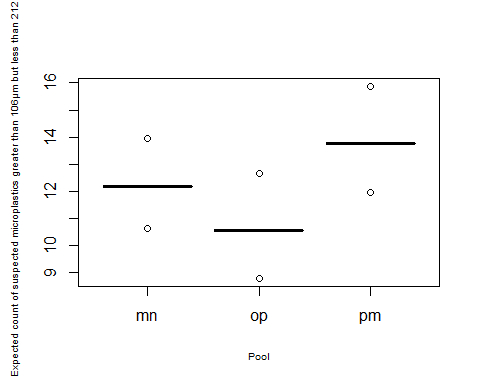 Expected count of suspected microplastics greater than 106µm but less than 212
16
14
12
10
9
mn op pm
Pool